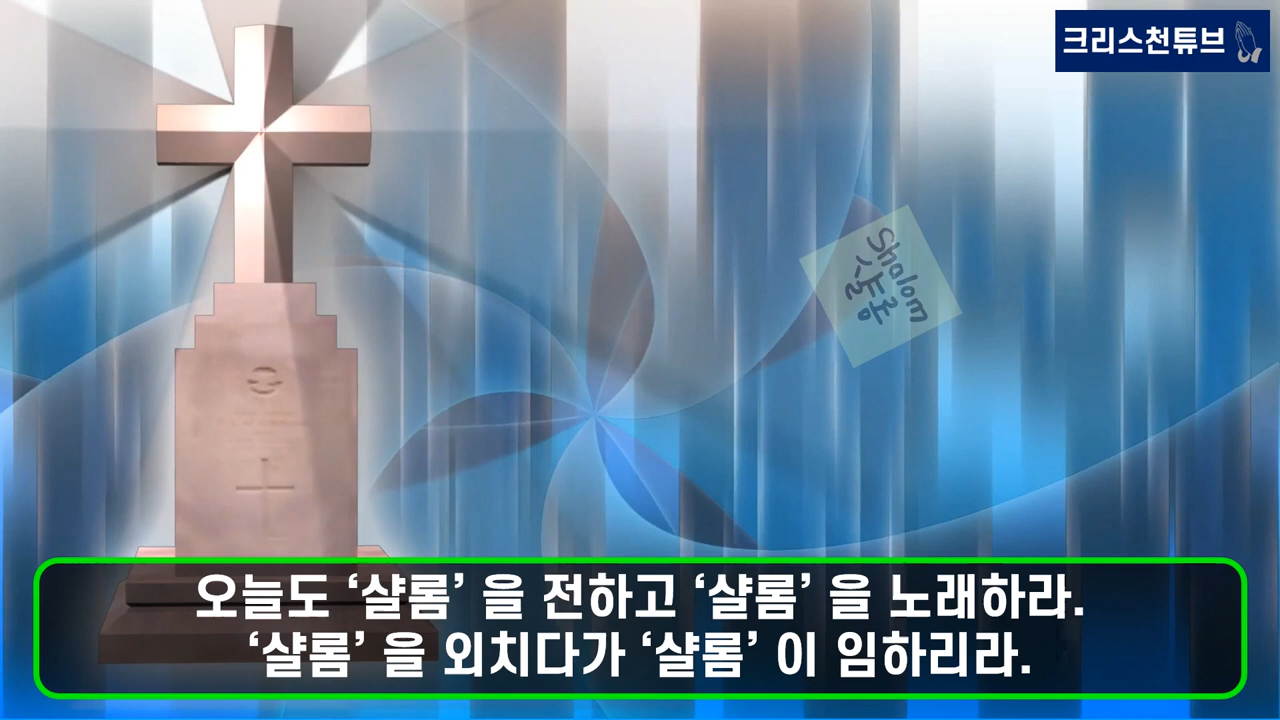 크리스천튜브
Shalom
샬롬
오늘도 ‘샬롬’ 을 전하고 ‘샬롬’ 을 노래하라.
‘샬롬’ 을 외치다가 ‘샬롬’ 이 임하리라.